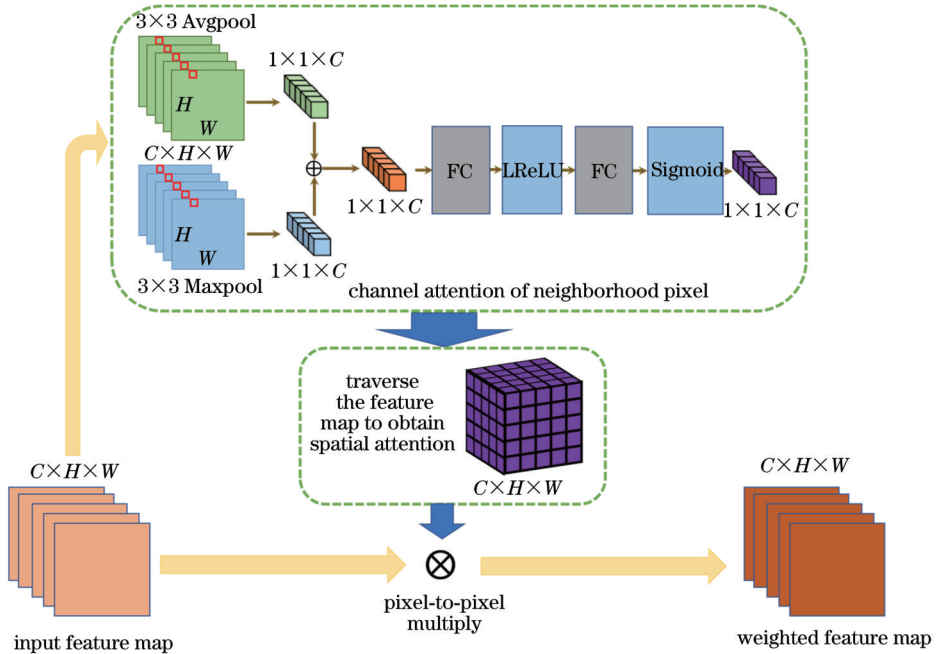 3×3 Avgpool
H
W
1×1×C
C×H×W
H
W
3×3 Maxpool
1×1×C
1×1×C
FC
LReLU
FC
Sigmoid
1×1×C
channel attention of neighborhood pixel
traverse
the feature
map to obtain
spatial attention
C×H×W
C×H×W
input feature map
pixel-to-pixel
multiply
C×H×W
weighted feature map